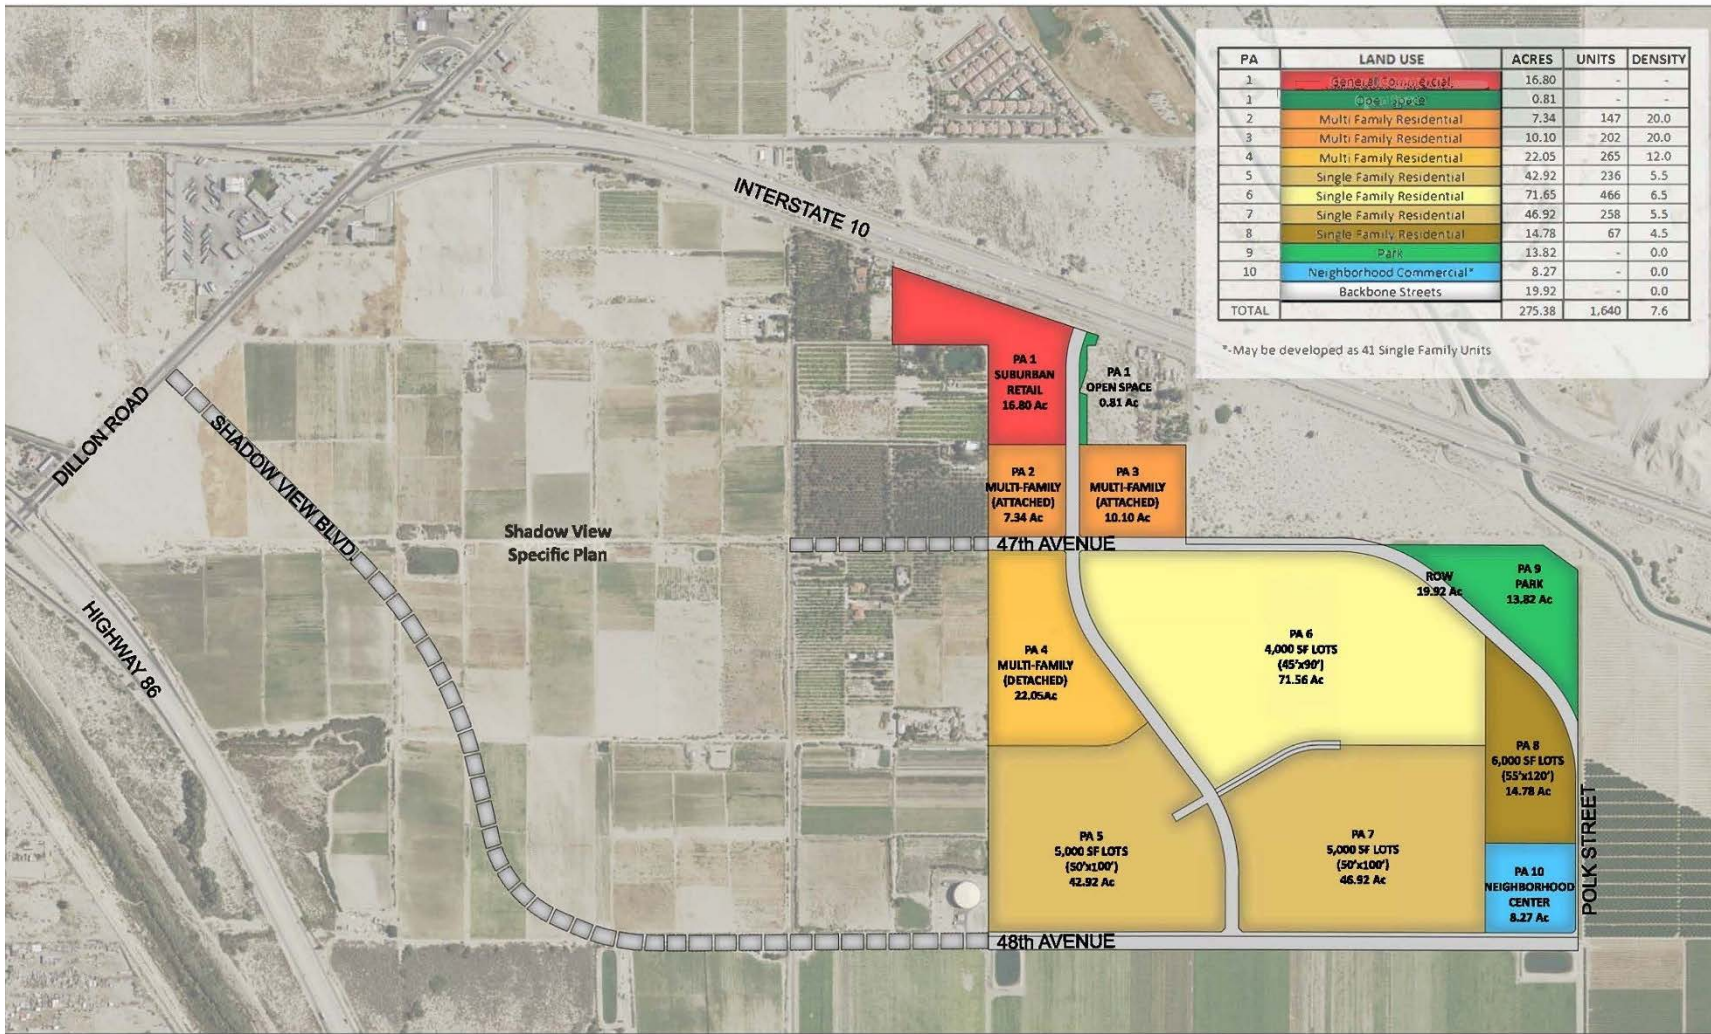 PA LAND USE ACRES UNITS DENSITY
1 General Commercial 16.80 - -
1 Open Space 0.81 - -
2 Multi Family Residential 7.34 147 20.0
3 Multi Family Residential 10.10 202 20.0
4 Multi Family Residential 22.05 265 12.0
5 Single Family Residential 42.92 236 5.5
6 Single Family Residential 71.65 466 6.5
7 Single Family Residential 46.92 258 5.5
8 Single Family Residential 14.78 67 4.5
9 Park 13.82 - 0.0
10 Neighborhood Commercial* 8.27 - 0.0
Backbone Streets 19.92 - 0.0
TOTAL 275.38 1,640 7.6
*-May be developed as 41 Single Family Units
INTERSTATE 10
DILLON ROAD
SHADOW VIEW BLVD.
HIGHWAY 86
Shadow View
Specific Plan
PA 1
SUBURBAN
RETAIL
16.80 Ac
PA 1
OPEN SPACE
0.81 Ac
PA 2
MULTI-FAMILY
(ATTACHED)
7.34 Ac
PA 3
MULTI-FAMILY
(ATTACHED)
10.10 Ac
47th AVENUE
ROW
19.92 Ac
PA 9
PARK
13.82 Ac
PA 4
MULTI-FAMILY
(DETACHED)
22.05Ac
PA 6
4,000 SF LOTS
(45'x90')
71.56 Ac
PA 8
6,000 SF LOTS
(55'x120')
14.78 Ac
PA 5
5,000 SF LOTS
(50'x100')
42.92 Ac
PA 7
5,000 SF LOTS
(50'x100')
46.92 Ac
PA 10
NEIGHBORHOOD
CENTER
8.27 Ac
POLK STREET
48th AVENUE